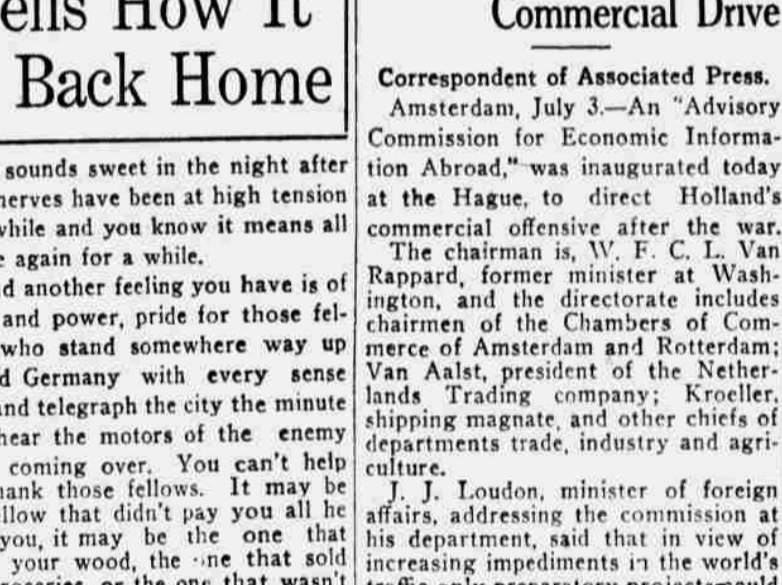 ells How It
Back Home
sounds sweet in the night after
nerves have been at high tension
while and you know it means all
again for a while.
d another feeling you have is of
and power, pride for those fel-
who stand somewhere way up
d Germany with every sense
and telegraph the city the minute
hear the motors of the enemy
coming over. You can't help
hank those fellows. It may be
llow that didn't pay you all he
you, it may be the one that
your wood, the one that sold
or the one that wasn't
Commercial Drive
Correspondent of Associated Press.
Amsterdam, July 3.—An "Advisory
Commission for Economic Informa-
tion Abroad," was inaugurated today
at the Hague, to direct Holland's
commercial offensive after the war.
The chairman is, W. F. C. L. Van
Rappard, former minister at Wash-
ington, and the directorate includes
chairmen of the Chambers of Com-
merce of Amsterdam and Rotterdam;
Van Aalst, president of the Nether-
lands Trading company; Kroeller,
shipping magnate, and other chiefs of
departments trade, industry and agri-
culture.
J. J. Loudon, minister of foreign
affairs, addressing the commission at
his department, said that in view of
increasing impediments in the world's